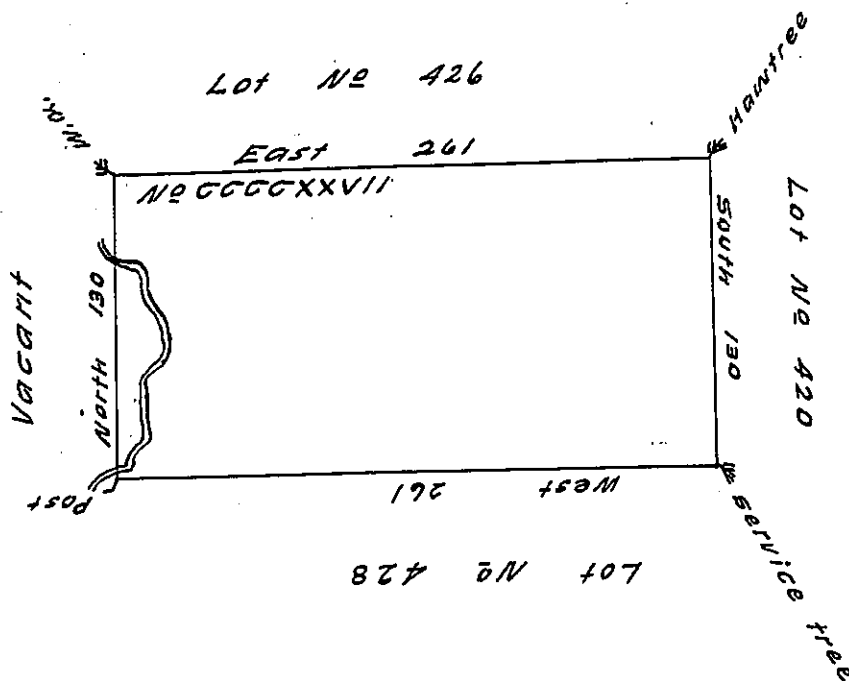 Lot Nº 426
W.O.
Hawtree
East 261
Nº CCCCXXVII
South 130
Lot Nº 420
Vacant
North 130
Post
West 261
Service tree
Lot Nº 428